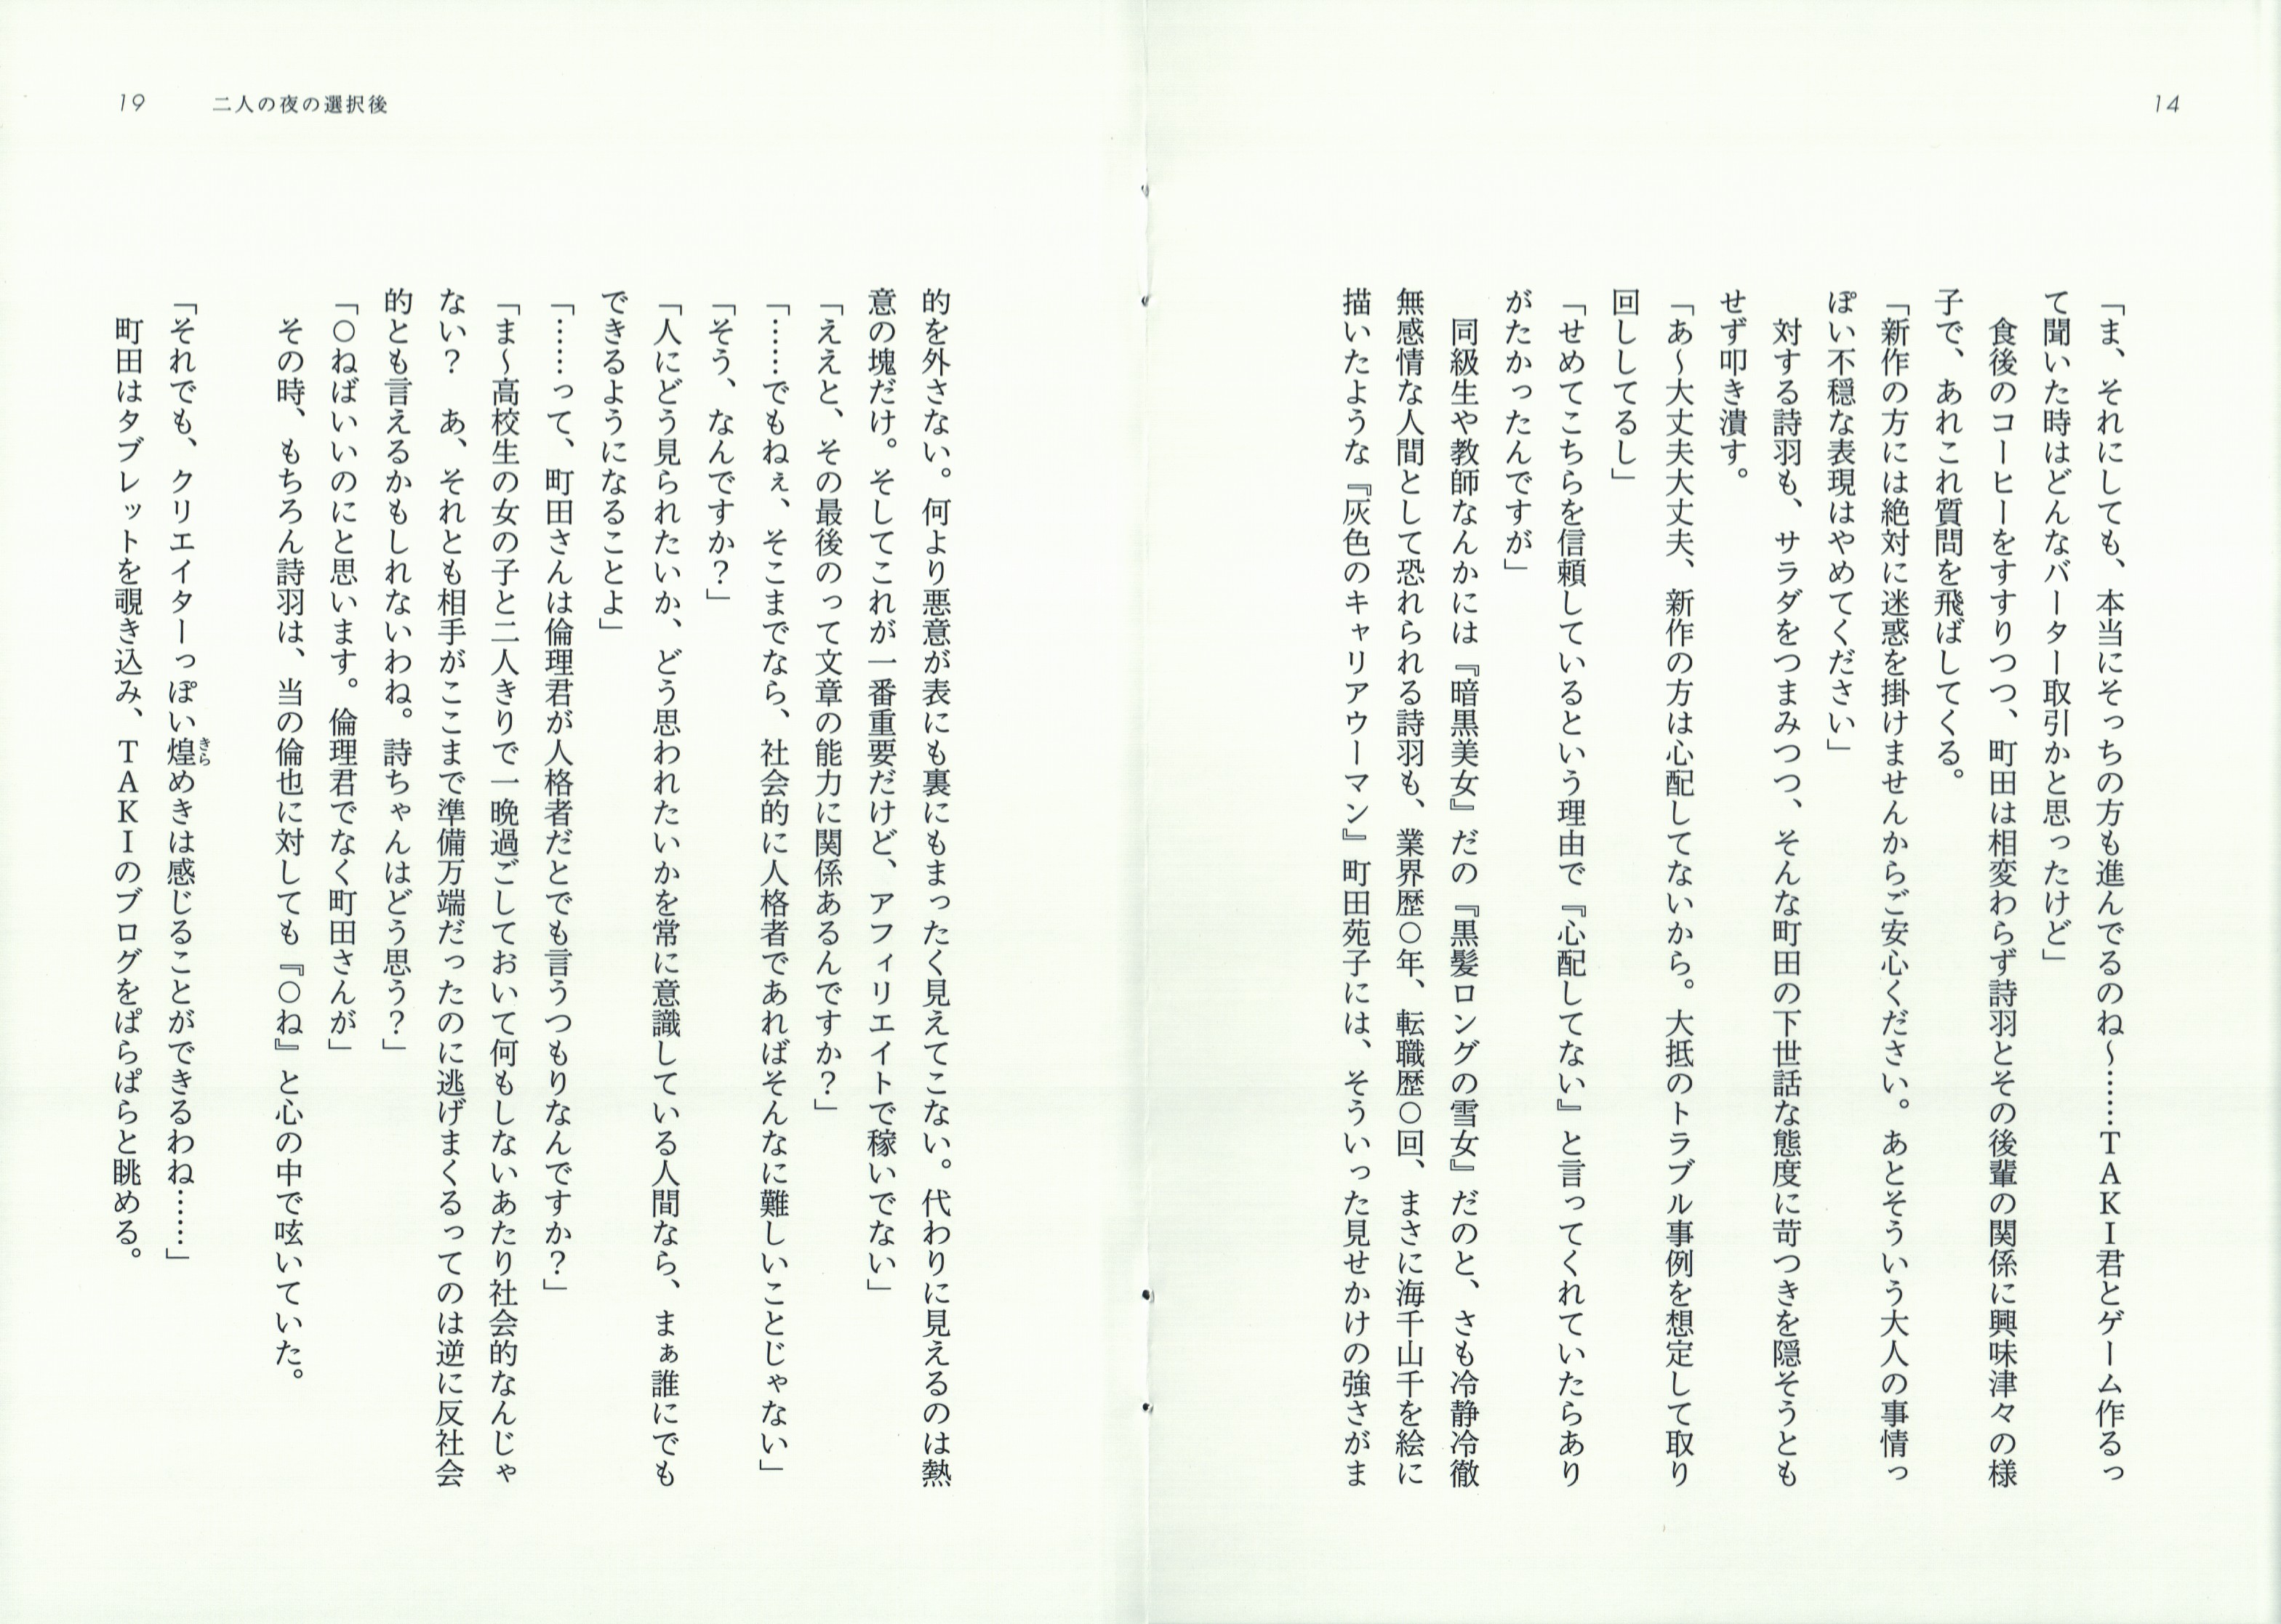 14
「ま、それにしても、本当にそっちの方も進んでるのね〜……ＴＡＫＩ君とゲーム作るっ
て聞いた時はどんなバーター取引かと思ったけど」
　食後のコーヒーをすすりつつ、町田は相変わらず詩羽とその後輩の関係に興味津々の様
子で、あれこれ質問を飛ばしてくる。
「新作の方には絶対に迷惑を掛けませんからご安心ください。あとそういう大人の事情っ
ぽい不穏な表現はやめてください」
　対する詩羽も、サラダをつまみつつ、そんな町田の下世話な態度に苛つきを隠そうとも
せず叩き潰す。
「あ〜大丈夫大丈夫、新作の方は心配してないから。大抵のトラブル事例を想定して取り
回ししてるし」
「せめてこちらを信頼しているという理由で『心配してない』と言ってくれていたらあり
がたかったんですが」
　同級生や教師なんかには『暗黒美女』だの『黒髪ロングの雪女』だのと、さも冷静冷徹
無感情な人間として恐れられる詩羽も、業界歴○年、転職歴○回、まさに海千山千を絵に
描いたような『灰色のキャリアウーマン』町田苑子には、そういった見せかけの強さがま
19　二人の夜の選択後
的を外さない。何より悪意が表にも裏にもまったく見えてこない。代わりに見えるのは熱
意の塊だけ。そしてこれが一番重要だけど、アフィリエイトで稼いでない」
「ええと、その最後のって文章の能力に関係あるんですか？」
「……でもねぇ、そこまでなら、社会的に人格者であればそんなに難しいことじゃない」
「そう、なんですか？」
「人にどう見られたいか、どう思われたいかを常に意識している人間なら、まぁ誰にでも
できるようになることよ」
「……って、町田さんは倫理君が人格者だとでも言うつもりなんですか？」
「ま〜高校生の女の子と二人きりで一晩過ごしておいて何もしないあたり社会的なんじゃ
ない？　あ、それとも相手がここまで準備万端だったのに逃げまくるってのは逆に反社会
的とも言えるかもしれないわね。詩ちゃんはどう思う？」
「○ねばいいのにと思います。倫理君でなく町田さんが」
　その時、もちろん詩羽は、当の倫也に対しても『○ね』と心の中で呟いていた。
「それでも、クリエイターっぽい煌めきは感じることができるわね……」
きら
　町田はタブレットを覗き込み、ＴＡＫＩのブログをぱらぱらと眺める。